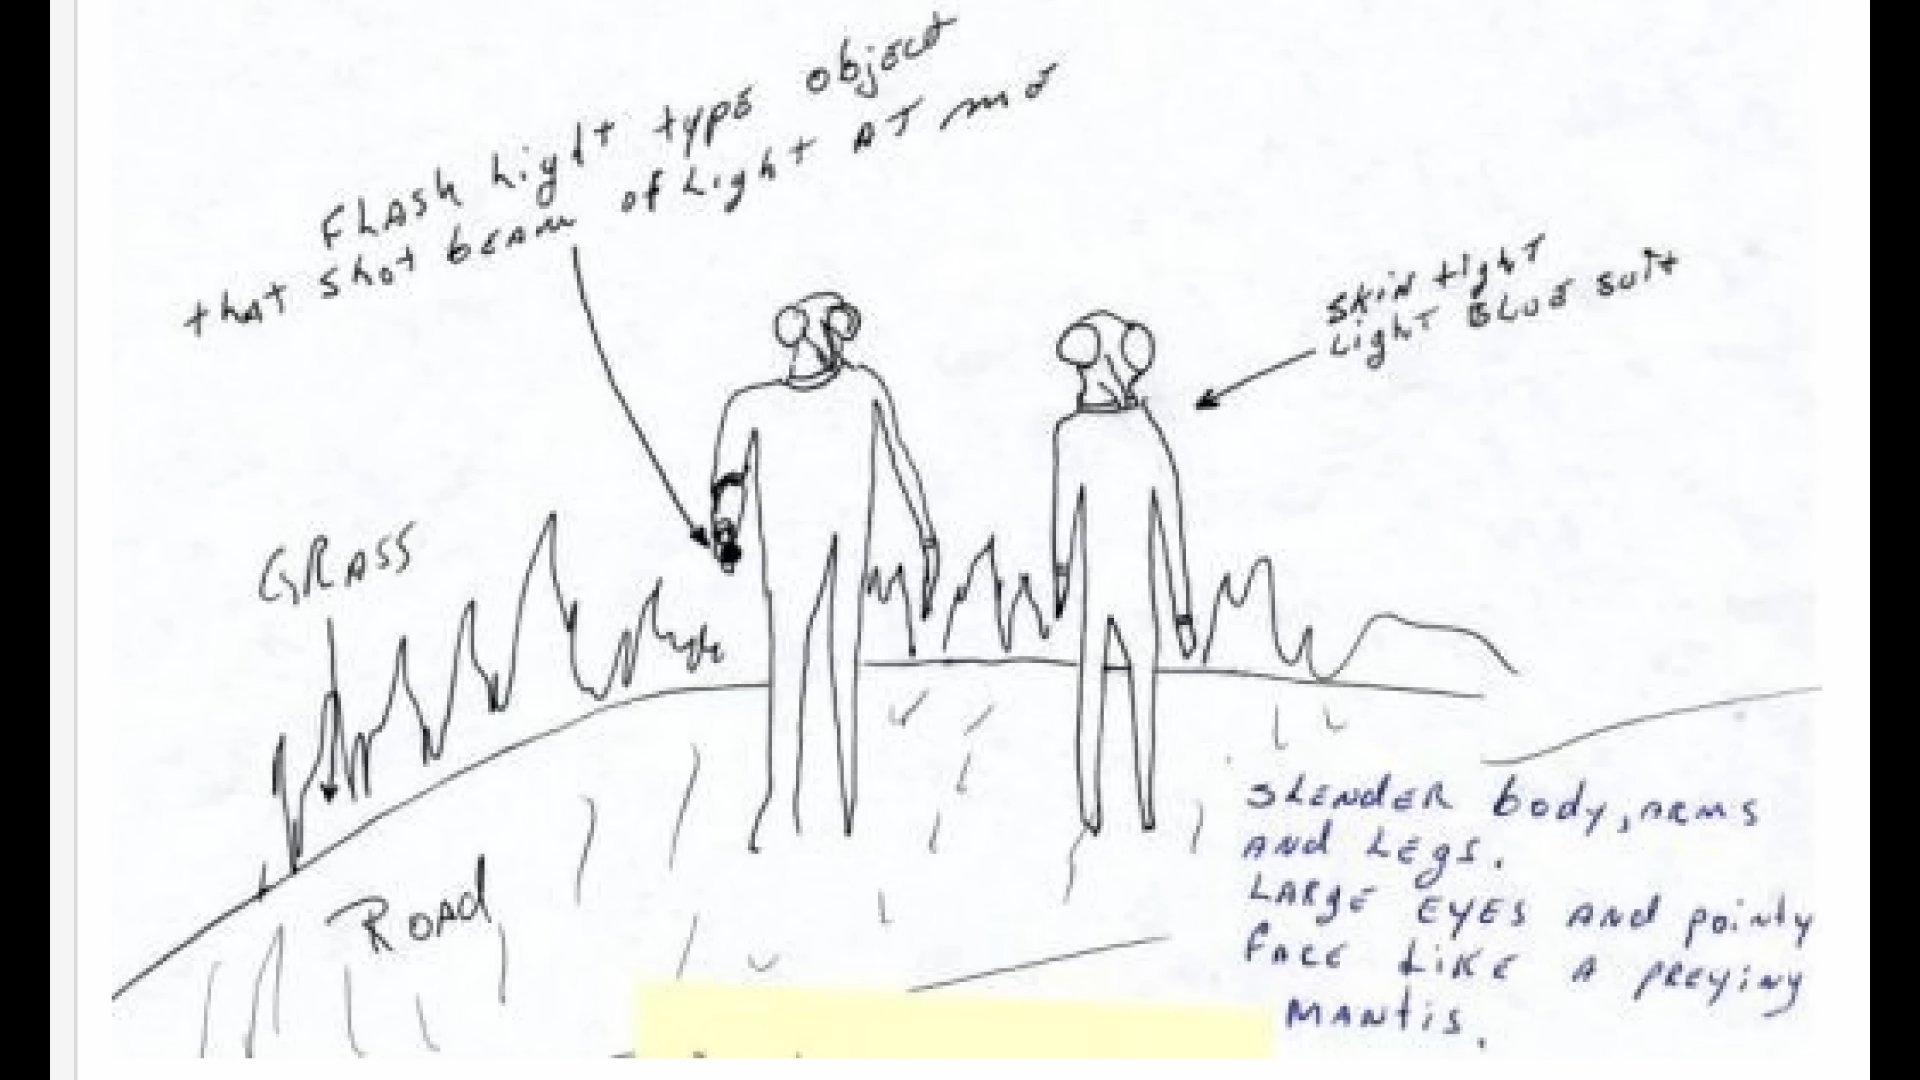 FLASH Light type object
that shot beam of Light AT me
SKIN tight
Light BLUE suit
GRASS
ROAD
SLENDER body, ARMS
AND LEgs.
LARGE EYES AND pointy
FACE LiKE A PREYiNg
MANtis.